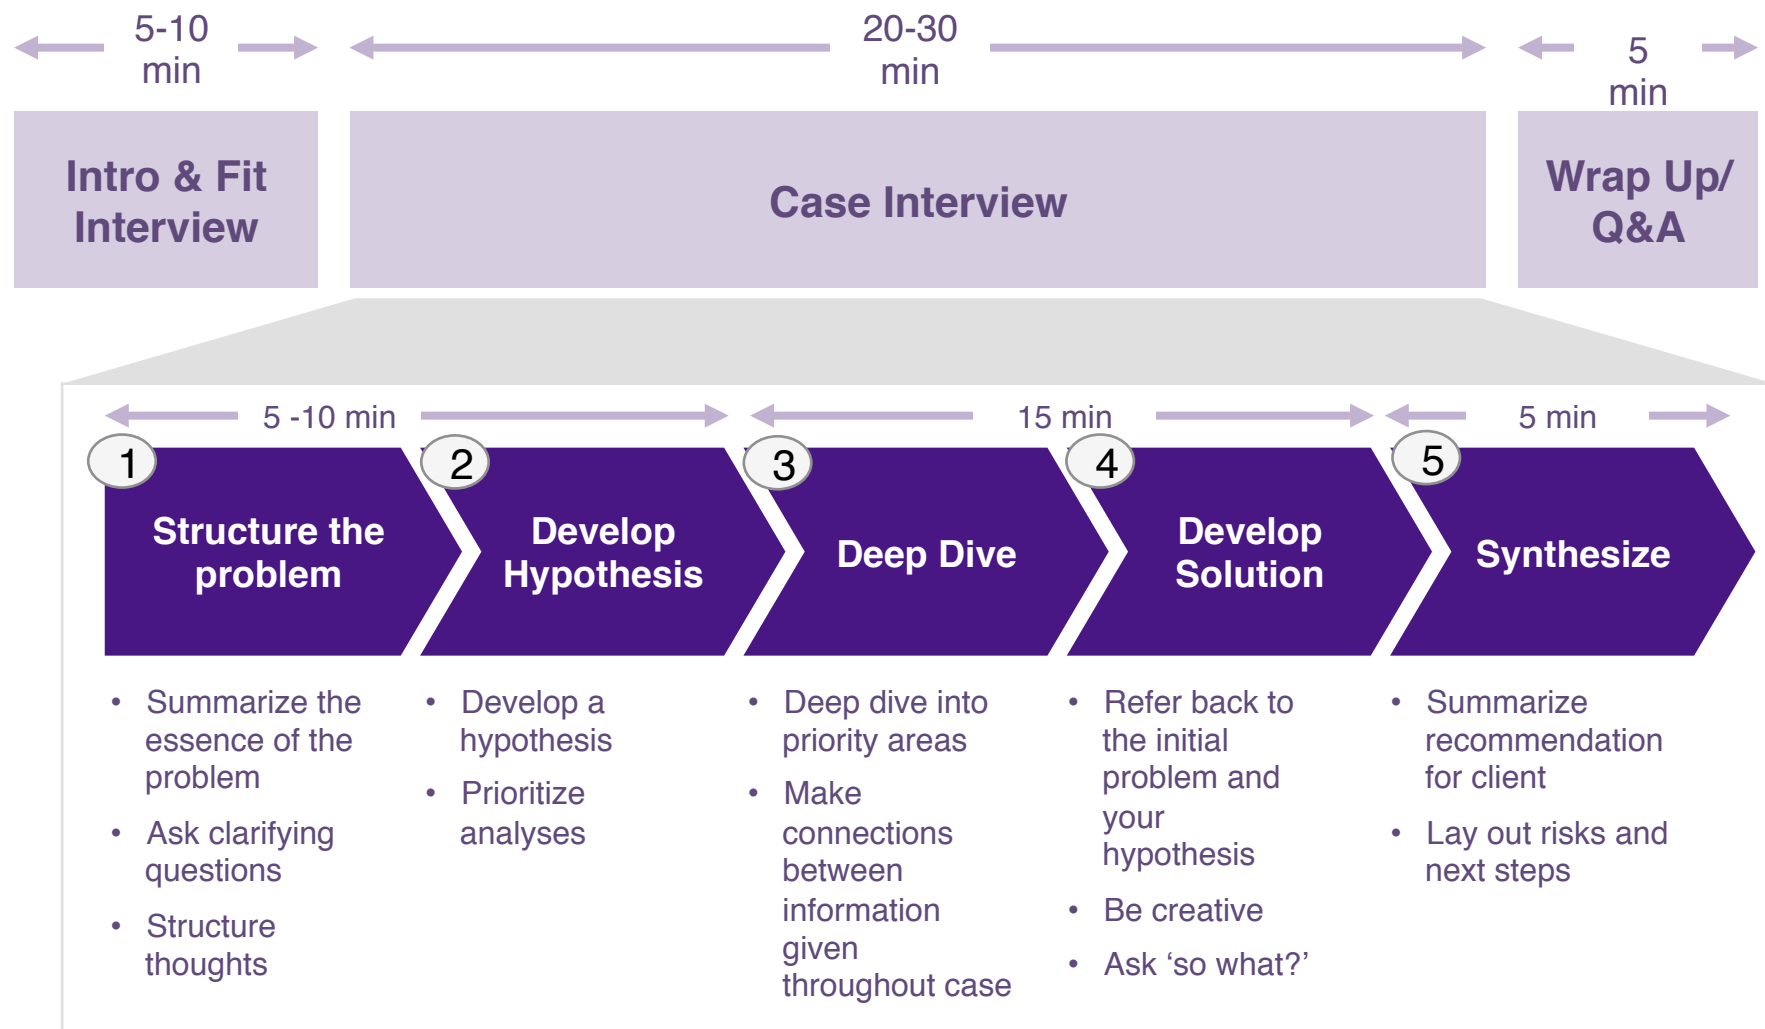 5-10
min
20-30
min
5
min
Intro & Fit
Interview
Case Interview
Wrap Up/
Q&A
5 -10 min
15 min
5 min
1
Structure the
problem
2
Develop
Hypothesis
3
Deep Dive
4
Develop
Solution
5
Synthesize
• Summarize the
essence of the
problem
• Ask clarifying
questions
• Structure
thoughts
• Develop a
hypothesis
• Prioritize
analyses
• Deep dive into
priority areas
• Make
connections
between
information
given
throughout case
• Refer back to
the initial
problem and
your
hypothesis
• Be creative
• Ask ‘so what?’
• Summarize
recommendation
for client
• Lay out risks and
next steps